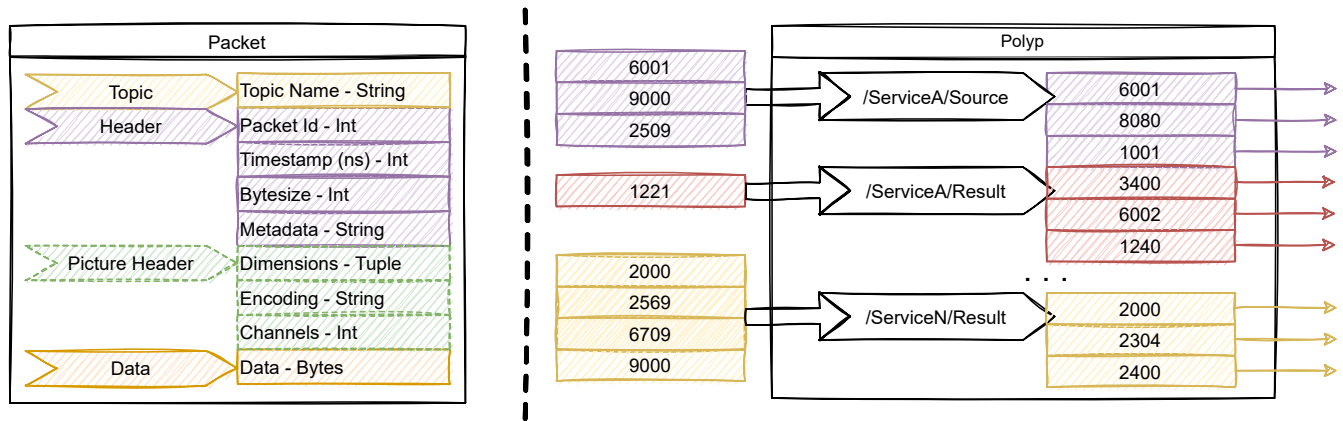 Packet
Topic
Topic Name - String
Header
Packet Id - Int
Timestamp (ns) - Int
Bytesize - Int
Metadata - String
Picture Header
Dimensions - Tuple
Encoding - String
Channels - Int
Data
Data - Bytes
Polyp
6001
9000
2509
/ServiceA/Source
6001
8080
1001
1221
/ServiceA/Result
3400
6002
1240
. . .
2000
2569
6709
9000
/ServiceN/Result
2000
2304
2400